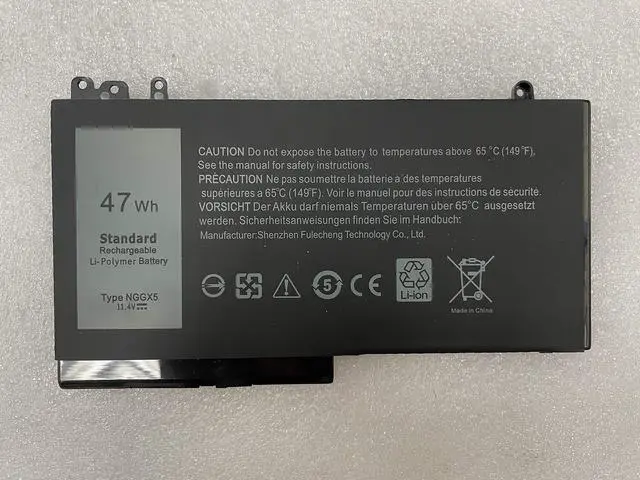 47 Wh
Standard
Rechargeable
Li-Polymer Battery
Type NGGX5
11.4V
CAUTION Do not expose the battery to temperatures above 65 °C (149 °F),
See the manual for safety instructions.
PRÉCAUTION Ne pas soumettre la batterie à des temperatures
supérieures a 65°C (149 °F). Voir le manuel pour des instructions de securité.
VORSICHT Der Akku darf niemals Temperaturen uber 65°C ausgesetzt
werden. Sicherheitsanweisungen finden Sie im Handbuch:
Manufacturer:Shenzhen Fulecheng Technology Co., Ltd.
5
CE
Li-ion
Made in China